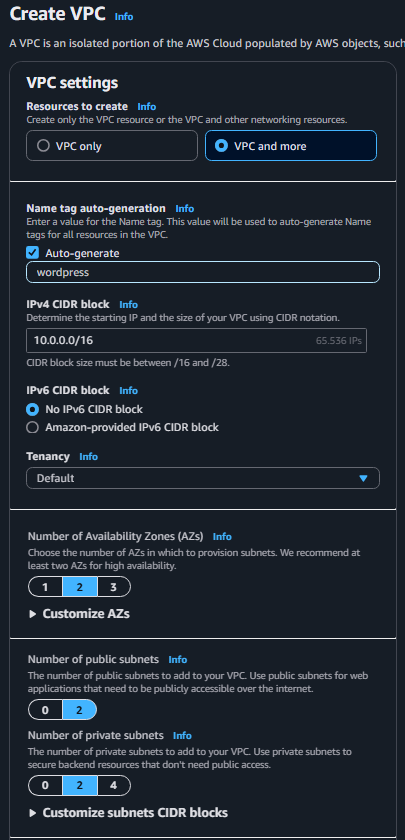 Create VPC Info
A VPC is an isolated portion of the AWS Cloud populated by AWS objects, such
VPC settings
Resources to create Info
Create only the VPC resource or the VPC and other networking resources.
VPC only
VPC and more
Name tag auto-generation Info
Enter a value for the Name tag. This value will be used to auto-generate Name
tags for all resources in the VPC.
Auto-generate
wordpress
IPv4 CIDR block Info
Determine the starting IP and the size of your VPC using CIDR notation.
10.0.0.0/16 65.536 IPs
CIDR block size must be between /16 and /28.
IPv6 CIDR block Info
No IPv6 CIDR block
Amazon-provided IPv6 CIDR block
Tenancy Info
Default
Number of Availability Zones (AZs) Info
Choose the number of AZs in which to provision subnets. We recommend at
least two AZs for high availability.
1 2 3
Customize AZs
Number of public subnets Info
The number of public subnets to add to your VPC. Use public subnets for web
applications that need to be publicly accessible over the internet.
0 2
Number of private subnets Info
The number of private subnets to add to your VPC. Use private subnets to
secure backend resources that don't need public access.
0 2 4
Customize subnets CIDR blocks